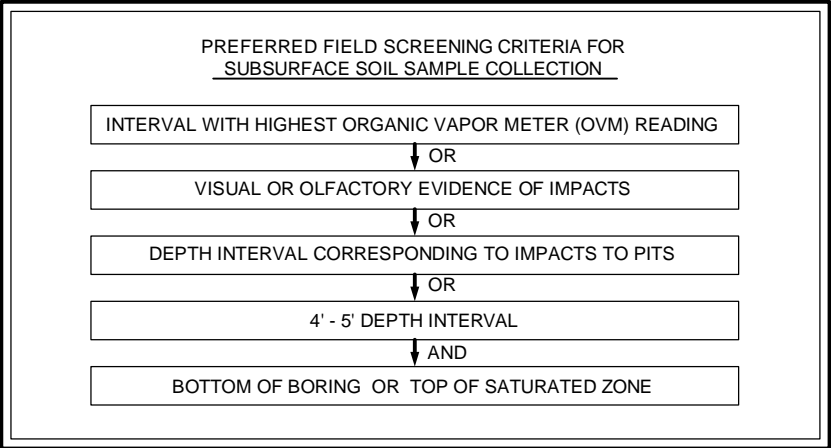 PREFERRED FIELD SCREENING CRITERIA FOR
SUBSURFACE SOIL SAMPLE COLLECTION
INTERVAL WITH HIGHEST ORGANIC VAPOR METER (OVM) READING
OR
VISUAL OR OLFACTORY EVIDENCE OF IMPACTS
OR
DEPTH INTERVAL CORRESPONDING TO IMPACTS TO PITS
OR
4' - 5' DEPTH INTERVAL
AND
BOTTOM OF BORING OR TOP OF SATURATED ZONE